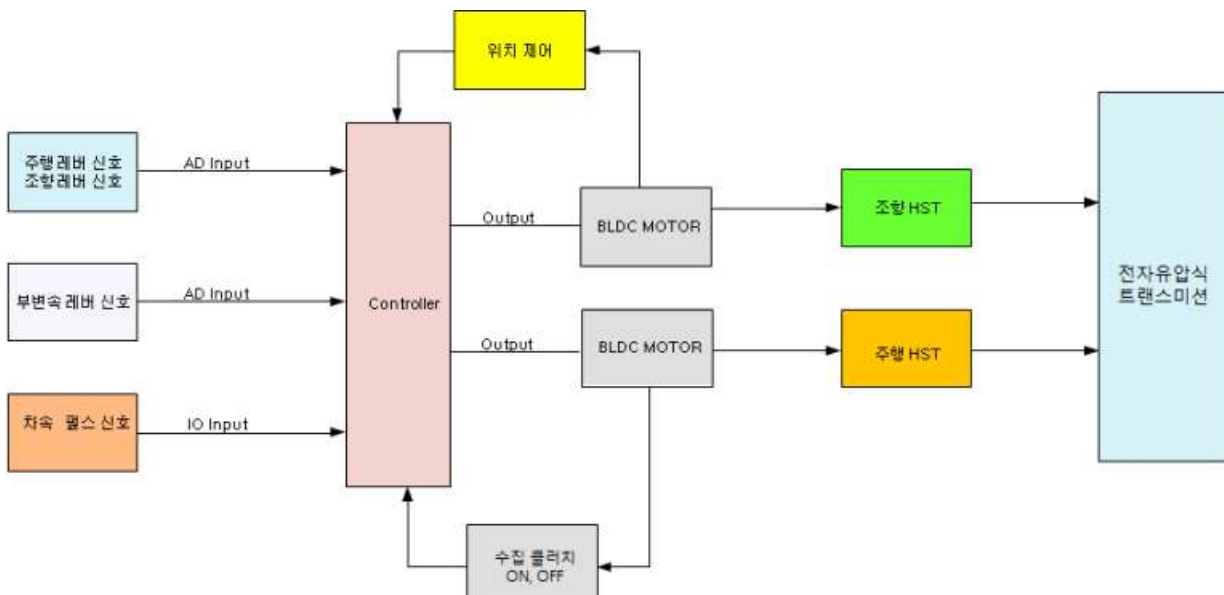 위치 제어
주행 레버 신호
조향 레버 신호
AD Input
부변속 레버 신호
AD Input
차속 펄스 신호
IO Input
Controller
Output
BLDC MOTOR
조향 HST
Output
BLDC MOTOR
주행 HST
전자유압식
트랜스미션
수집 클러치
ON, OFF